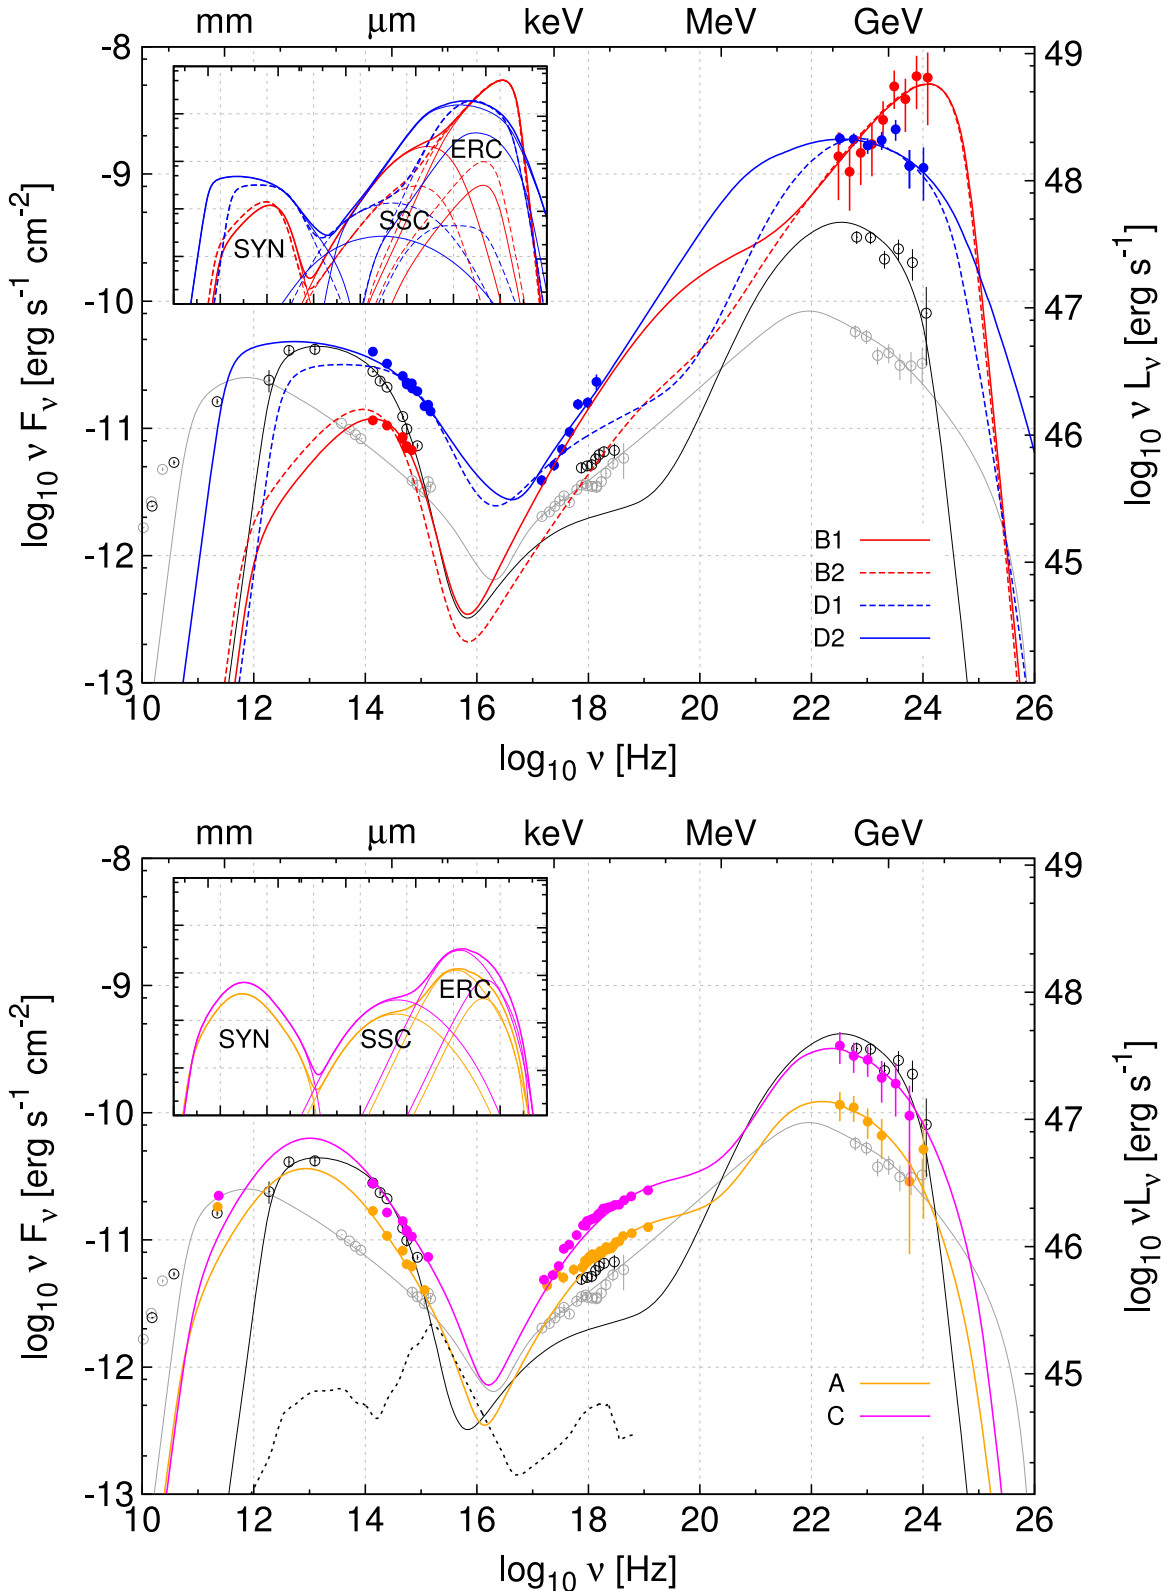 mm μm keV MeV GeV
-8 49
SYN SSC ERC
-9 48
-10 47
-11 46
-12 45
-13
log₁₀ ν Fᵥ [erg s⁻¹ cm⁻²]
log₁₀ ν Lᵥ [erg s⁻¹]
B1
B2
D1
D2
10 12 14 16 18 20 22 24 26
log₁₀ ν [Hz]
mm μm keV MeV GeV
-8 49
SYN SSC ERC
-9 48
-10 47
-11 46
-12 45
-13
log₁₀ ν Fᵥ [erg s⁻¹ cm⁻²]
log₁₀ νLᵥ [erg s⁻¹]
A
C
10 12 14 16 18 20 22 24 26
log₁₀ ν [Hz]